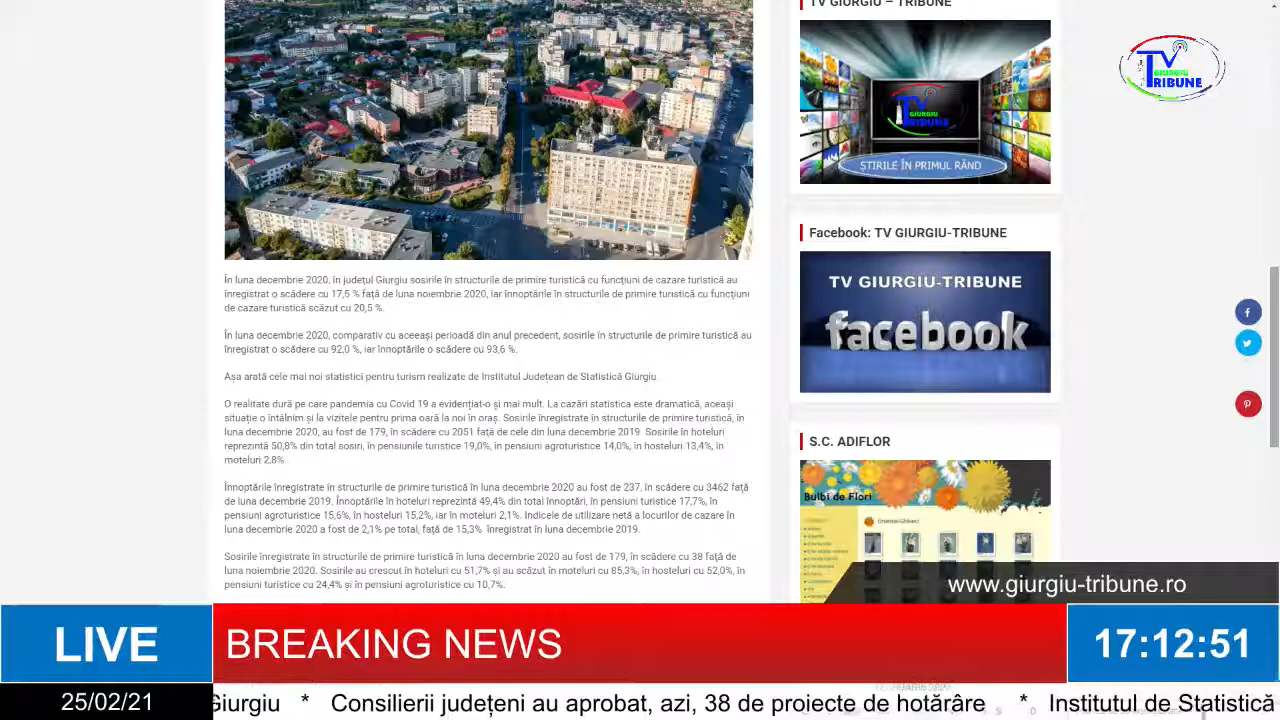 TV GIURGIU – TRIBUNE
TV
GIURGIU
TRIBUNE
TV
GIURGIU
TRIBUNE
ȘTIRILE ÎN PRIMUL RÂND
În luna decembrie 2020, în județul Giurgiu sosirile în structurile de primire turistică cu funcțiuni de cazare turistică au
înregistrat o scădere cu 17,5 % faţă de luna noiembrie 2020, iar înnoptările în structurile de primire turistică cu funcțiuni
de cazare turistică scăzut cu 20,5 %.
În luna decembrie 2020, comparativ cu aceeași perioadă din anul precedent, sosirile în structurile de primire turistică au
înregistrat o scădere cu 92,0 %, iar înnoptările o scădere cu 93,6 %.
Așa arată cele mai noi statistici pentru turism realizate de Institutul Județean de Statistică Giurgiu.
O realitate dură pe care pandemia cu Covid 19 a evidențiat-o și mai mult. La cazări statistica este dramatică, aceași
situație o întâlnim și la vizitele pentru prima oară la noi în oraș. Sosirile înregistrate în structurile de primire turistică, în
luna decembrie 2020, au fost de 179, în scădere cu 2051 faţă de cele din luna decembrie 2019. Sosirile în hoteluri
reprezintă 50,8% din total sosiri, în pensiunile turistice 19,0%, în pensiuni agroturistice 14,0%, în hosteluri 13,4%, în
moteluri 2,8%
Înnoptările înregistrate în structurile de primire turistică în luna decembrie 2020 au fost de 237, în scădere cu 3462 faţă
de luna decembrie 2019. Înnoptările în hoteluri reprezintă 49,4% din total înnoptări, în pensiuni turistice 17,7%, în
pensiuni agroturistice 15,6%, în hosteluri 15,2%, iar în moteluri 2,1%. Indicele de utilizare netă a locurilor de cazare în
luna decembrie 2020 a fost de 2,1% pe total, faţă de 15,3% înregistrat în luna decembrie 2019.
Sosirile înregistrate în structurile de primire turistică în luna decembrie 2020 au fost de 179, în scădere cu 38 faţă de
luna noiembrie 2020. Sosirile au crescut în hoteluri cu 51,7% și au scăzut în moteluri cu 85,3%, în hosteluri cu 52,0%, în
pensiuni turistice cu 24,4% și în pensiuni agroturistice cu 10,7%.
Facebook: TV GIURGIU-TRIBUNE
TV GIURGIU-TRIBUNE
facebook
S.C. ADIFLOR
Bulbi de Flori
www.giurgiu-tribune.ro
LIVE
BREAKING NEWS
17:12:51
25/02/21
Giurgiu * Consilierii județeni au aprobat, azi, 38 de proiecte de hotărâre * Institutul de Statistică